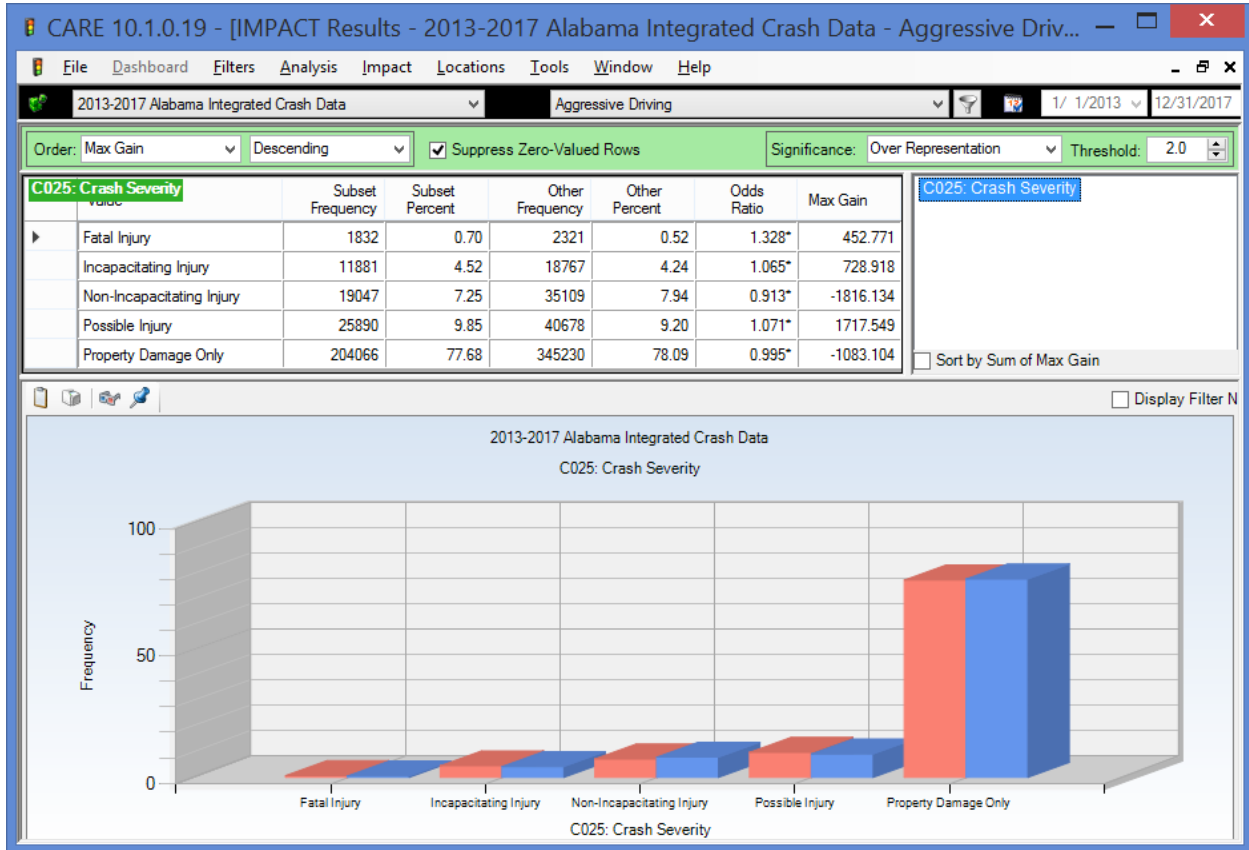 CARE 10.1.0.19 - [IMPACT Results - 2013-2017 Alabama Integrated Crash Data - Aggressive Driv...
File Dashboard Filters Analysis Impact Locations Tools Window Help
2013-2017 Alabama Integrated Crash Data Aggressive Driving 1/ 1/2013 12/31/2017
Order: Max Gain Descending Suppress Zero-Valued Rows Significance: Over Representation Threshold: 2.0
C025: Crash Severity Subset Frequency Subset Percent Other Frequency Other Percent Odds Ratio Max Gain C025: Crash Severity
Fatal Injury 1832 0.70 2321 0.52 1.328* 452.771
Incapacitating Injury 11881 4.52 18767 4.24 1.065* 728.918
Non-Incapacitating Injury 19047 7.25 35109 7.94 0.913* -1816.134
Possible Injury 25890 9.85 40678 9.20 1.071* 1717.549
Property Damage Only 204066 77.68 345230 78.09 0.995* -1083.104
Sort by Sum of Max Gain
Display Filter N
2013-2017 Alabama Integrated Crash Data
C025: Crash Severity
100
50
0
Frequency
Fatal Injury Incapacitating Injury Non-Incapacitating Injury Possible Injury Property Damage Only
C025: Crash Severity